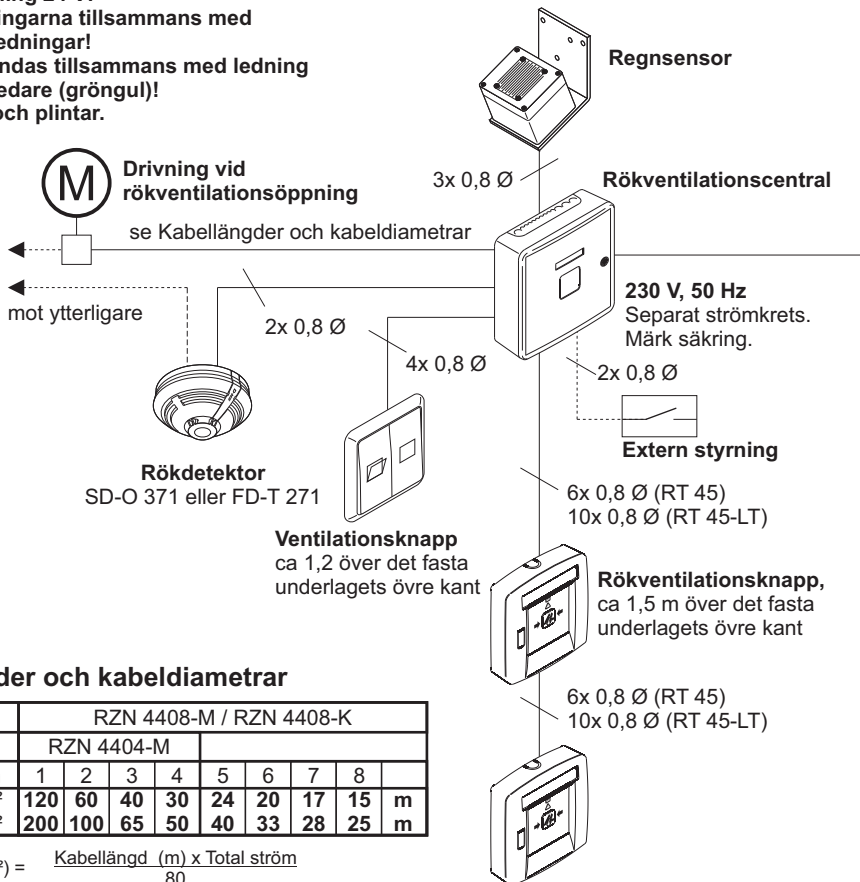 ingarna tillsammans med
edningar!
ndas tillsammans med ledning
edare (gröngul)!
och plintar.
Regnsensor
M
Drivning vid
rökventilationsöppning
3x 0,8 Ø
Rökventilationscentral
se Kabellängder och kabeldiametrar
mot ytterligare
2x 0,8 Ø
230 V, 50 Hz
Separat strömkrets.
Märk säkring.
4x 0,8 Ø
2x 0,8 Ø
Extern styrning
Rökdetektor
SD-O 371 eller FD-T 271
6x 0,8 Ø (RT 45)
10x 0,8 Ø (RT 45-LT)
Ventilationsknapp
ca 1,2 över det fasta
underlagets övre kant
Rökventilationsknapp,
ca 1,5 m över det fasta
underlagets övre kant
der och kabeldiametrar
6x 0,8 Ø (RT 45)
10x 0,8 Ø (RT 45-LT)
RZN 4408-M / RZN 4408-K
RZN 4404-M
1 2 3 4 5 6 7 8
² 120 60 40 30 24 20 17 15 m
² 200 100 65 50 40 33 28 25 m
²) = Kabellängd (m) x Total ström
80